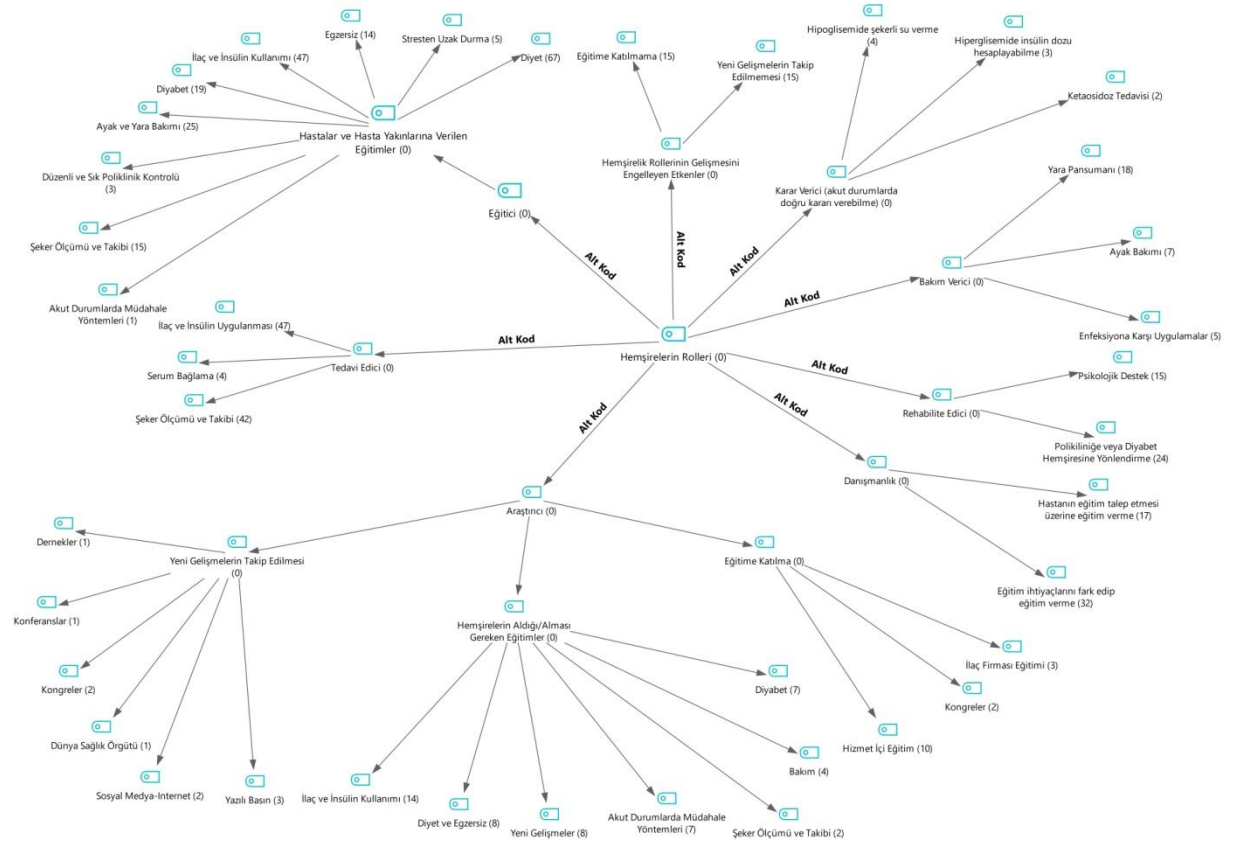 Egzersiz (14)
Stresten Uzak Durma (5)
İlaç ve İnsülin Kullanımı (47)
Diyet (67)
Diyabet (19)
Ayak ve Yara Bakımı (25)
Hastalar ve Hasta Yakınlarına Verilen
Eğitimler (0)
Düzenli ve Sık Poliklinik Kontrolü
(3)
Şeker Ölçümü ve Takibi (15)
Akut Durumlarda Müdahale
Yöntemleri (1)
Eğitici (0)
Alt Kod
Eğitime Katılmama (15)
Yeni Gelişmelerin Takip
Edilmemesi (15)
Hemşirelik Rollerinin Gelişmesini
Engelleyen Etkenler (0)
Alt Kod
Hipoglisemide şekerli su verme
(4)
Hiperglisemide insülin dozu
hesaplayabilme (3)
Ketaosidoz Tedavisi (2)
Karar Verici (akut durumlarda
doğru kararı verebilme) (0)
Alt Kod
Yara Pansumanı (18)
Ayak Bakımı (7)
Bakım Verici (0)
Enfeksiyona Karşı Uygulamalar (5)
Alt Kod
Hemşirelerin Rolleri (0)
Alt Kod
İlaç ve İnsülin Uygulanması (47)
Tedavi Edici (0)
Serum Bağlama (4)
Şeker Ölçümü ve Takibi (42)
Alt Kod
Psikolojik Destek (15)
Rehabilite Edici (0)
Polikiliniğe veya Diyabet
Hemşiresine Yönlendirme (24)
Alt Kod
Danışmanlık (0)
Hastanın eğitim talep etmesi
üzerine eğitim verme (17)
Eğitim ihtiyaçlarını fark edip
eğitim verme (32)
Alt Kod
Araştırıcı (0)
Dernekler (1)
Yeni Gelişmelerin Takip Edilmesi
(0)
Konferanslar (1)
Kongreler (2)
Dünya Sağlık Örgütü (1)
Sosyal Medya-Internet (2)
Yazılı Basın (3)
Hemşirelerin Aldığı/Alması
Gereken Eğitimler (0)
İlaç ve İnsülin Kullanımı (14)
Diyet ve Egzersiz (8)
Yeni Gelişmeler (8)
Akut Durumlarda Müdahale
Yöntemleri (7)
Şeker Ölçümü ve Takibi (2)
Bakım (4)
Diyabet (7)
Eğitime Katılma (0)
İlaç Firması Eğitimi (3)
Kongreler (2)
Hizmet İçi Eğitim (10)